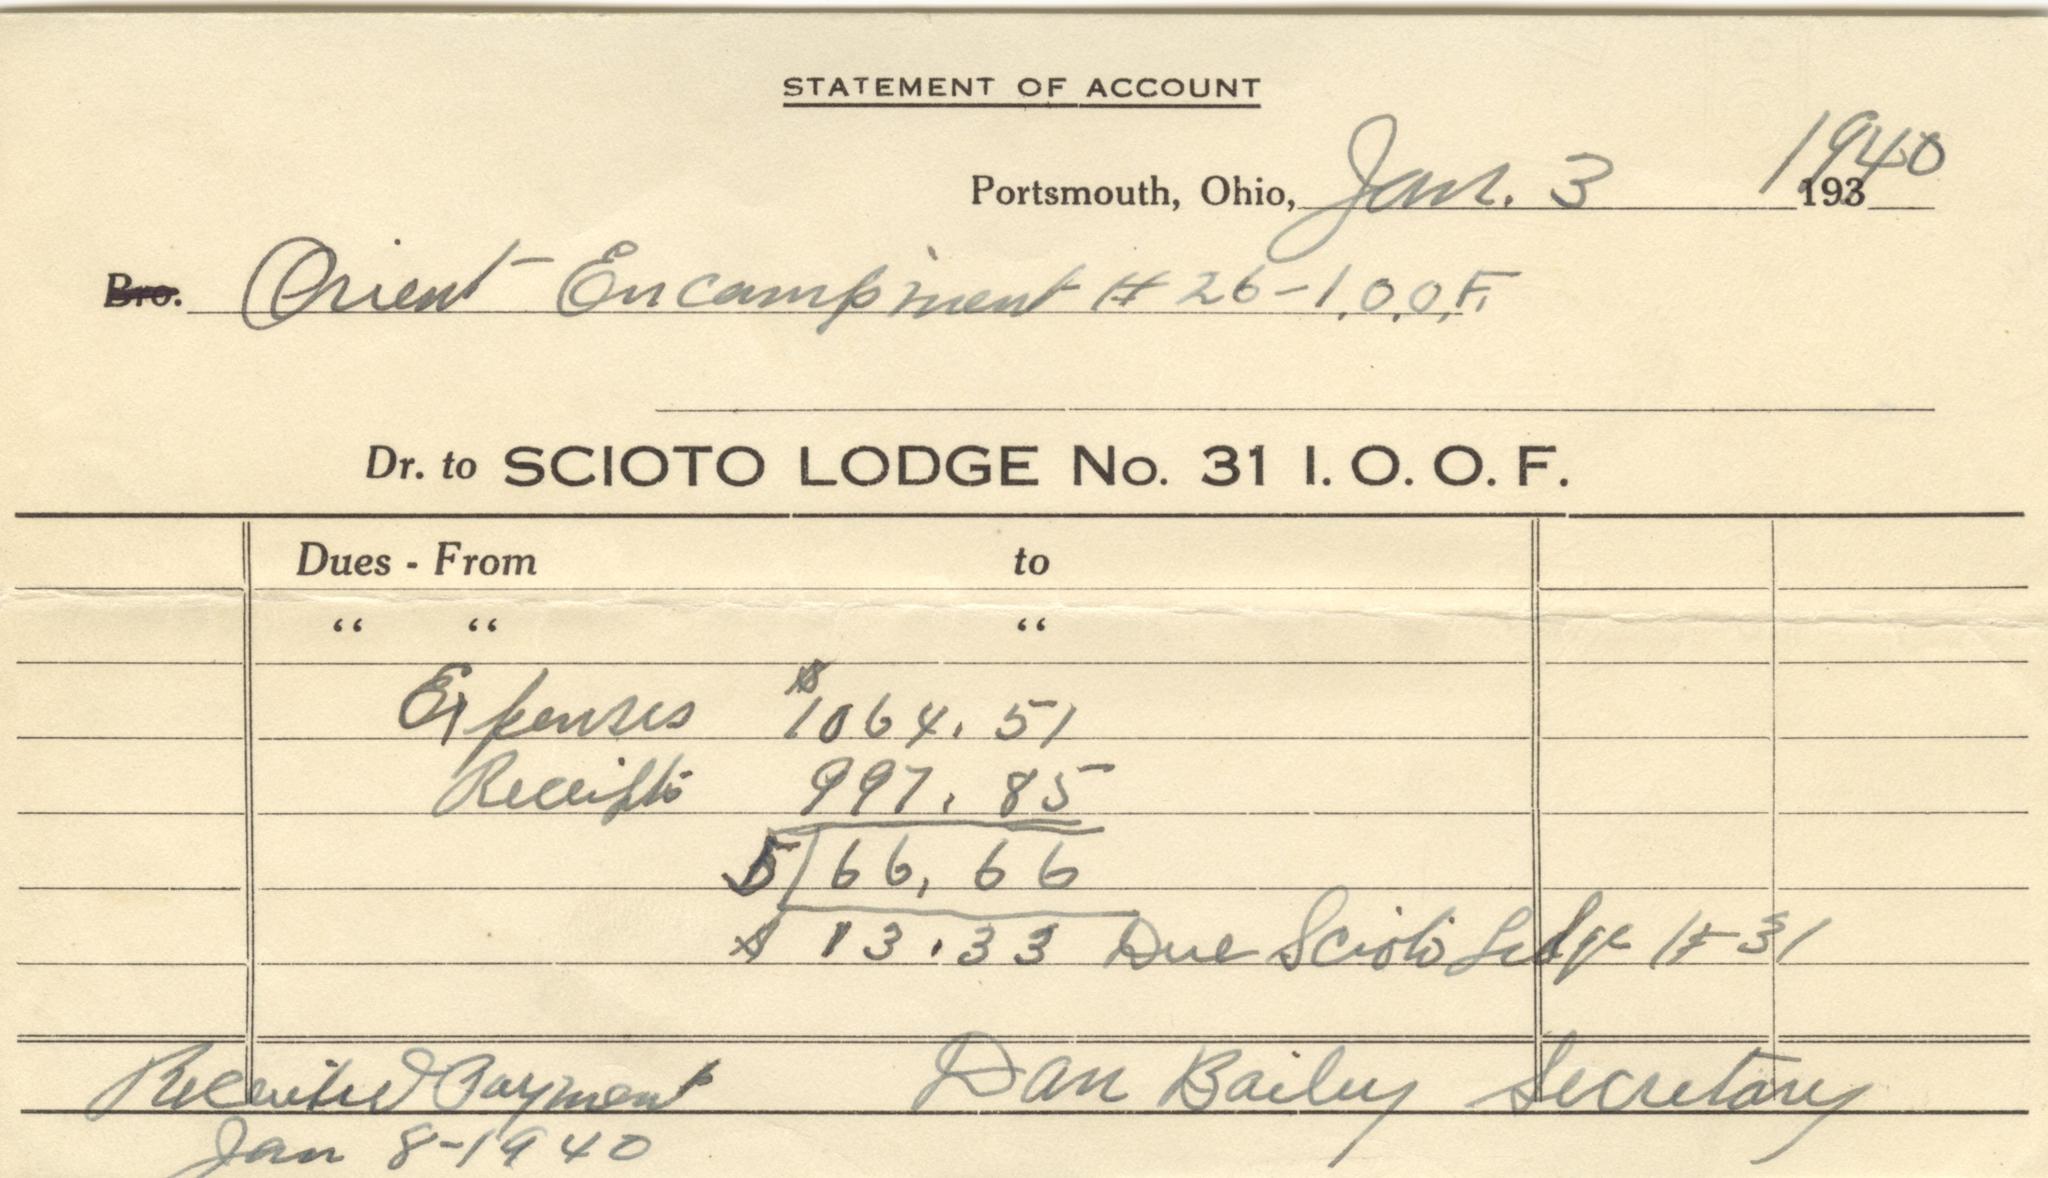 STATEMENT OF ACCOUNT
Portsmouth, Ohio, Jan. 3 193 1940
Bro. Orient Encampment # 26-I.O.O.F.
Dr. to SCIOTO LODGE No. 31 I. O. O. F.
Dues - From to
“ “ “
Expenses $1064.51
Receipts 997.85
5 66.66
$ 13.33 Due Scioto Lodge # 31
Received Payment Dan Bailey Secretary
Jan 8-1940